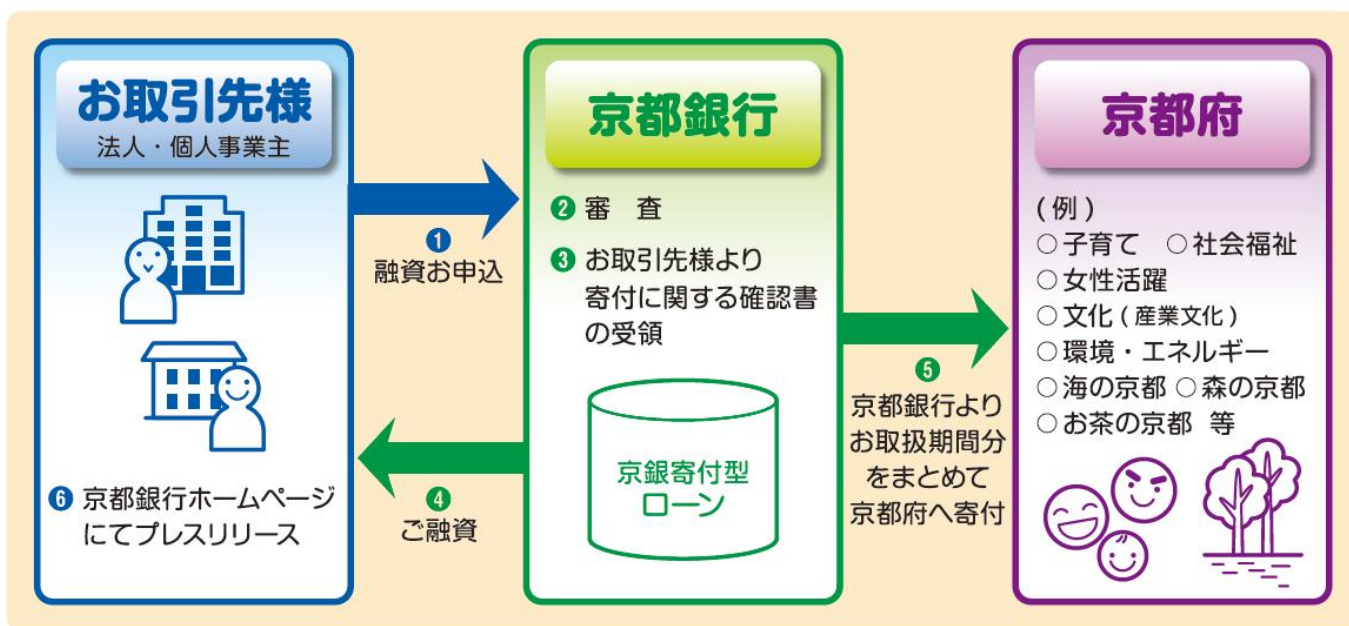 お取引先様
法人・個人事業主
❶
融資お申込
京都銀行
❷ 審　査
❸ お取引先様より
寄付に関する確認書
の受領
京銀寄付型
ローン
❹
ご融資
❺
京都銀行より
お取扱期間分
をまとめて
京都府へ寄付
❻ 京都銀行ホームページ
にてプレスリリース
京都府
(例)
○子育て　○社会福祉
○女性活躍
○文化(産業文化)
○環境・エネルギー
○海の京都 ○森の京都
○お茶の京都 等